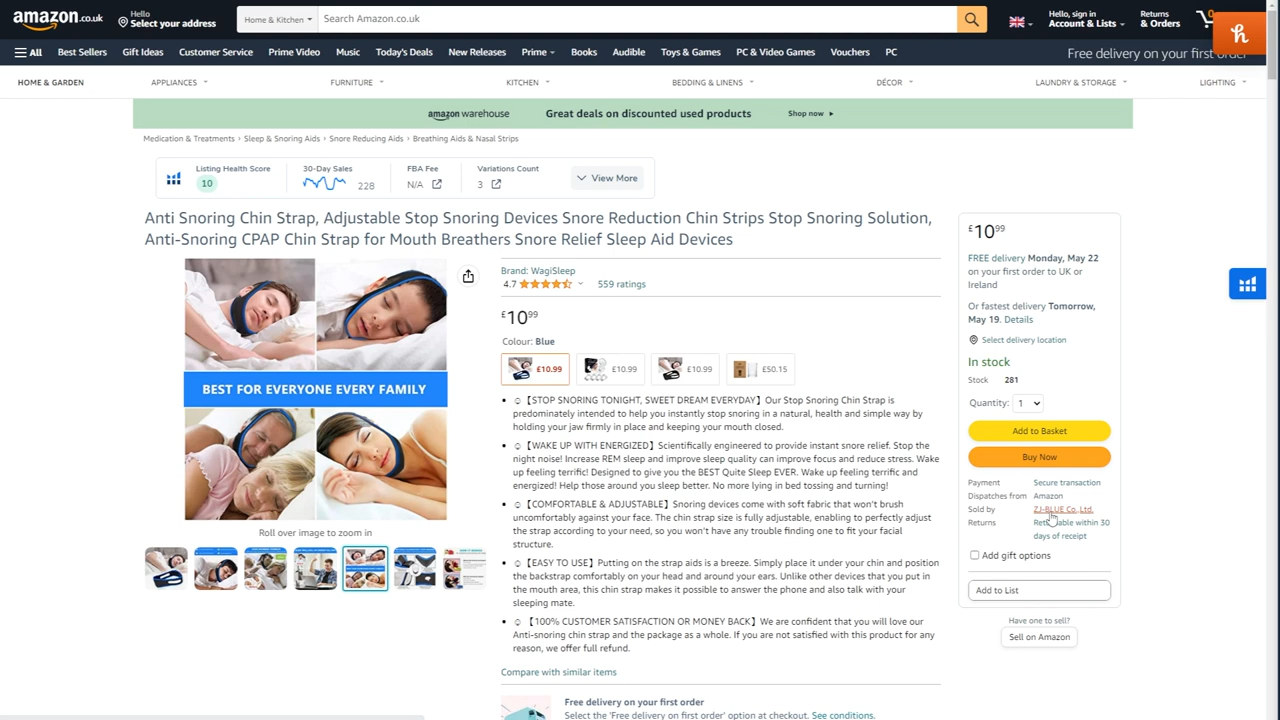 amazon.co.uk
Hello
Select your address
Home & Kitchen
Search Amazon.co.uk
Hello, sign in
Account & Lists
Returns
& Orders
0
All
Best Sellers
Gift Ideas
Customer Service
Prime Video
Music
Today's Deals
New Releases
Prime
Books
Audible
Toys & Games
PC & Video Games
Vouchers
PC
Free delivery on your first order
HOME & GARDEN
APPLIANCES
FURNITURE
KITCHEN
BEDDING & LINENS
DÉCOR
LAUNDRY & STORAGE
LIGHTING
amazon warehouse
Great deals on discounted used products
Shop now
Medication & Treatments › Sleep & Snoring Aids › Snore Reducing Aids › Breathing Aids & Nasal Strips
Listing Health Score
10
30-Day Sales
228
FBA Fee
N/A
Variations Count
3
View More
Anti Snoring Chin Strap, Adjustable Stop Snoring Devices Snore Reduction Chin Strips Stop Snoring Solution,
Anti-Snoring CPAP Chin Strap for Mouth Breathers Snore Relief Sleep Aid Devices
BEST FOR EVERYONE EVERY FAMILY
Roll over image to zoom in
Brand: WagiSleep
4.7
559 ratings
£10.99
Colour: Blue
£10.99
£10.99
£10.99
£50.15
【STOP SNORING TONIGHT, SWEET DREAM EVERYDAY】Our Stop Snoring Chin Strap is
predominately intended to help you instantly stop snoring in a natural, health and simple way by
holding your jaw firmly in place and keeping your mouth closed.
【WAKE UP WITH ENERGIZED】Scientifically engineered to provide instant snore relief. Stop the
night noise! Increase REM sleep and improve sleep quality can improve focus and reduce stress. Wake
up feeling terrific! Designed to give you the BEST Quite Sleep EVER. Wake up feeling terrific and
energized! Help those around you sleep better. No more lying in bed tossing and turning!
【COMFORTABLE & ADJUSTABLE】Snoring devices come with soft fabric that won't brush
uncomfortably against your face. The chin strap size is fully adjustable, enabling to perfectly adjust
the strap according to your need, so you won't have any trouble finding one to fit your facial
structure.
【EASY TO USE】Putting on the strap aids is a breeze. Simply place it under your chin and position
the backstrap comfortably on your head and around your ears. Unlike other devices that you put in
the mouth area, this chin strap makes it possible to answer the phone and also talk with your
sleeping mate.
【100% CUSTOMER SATISFACTION OR MONEY BACK】We are confident that you will love our
Anti-snoring chin strap and the package as a whole. If you are not satisfied with this product for any
reason, we offer full refund.
Compare with similar items
Free delivery on your first order
Select the 'Free delivery on first order' option at checkout. See conditions.
£10.99
FREE delivery Monday, May 22
on your first order to UK or
Ireland
Or fastest delivery Tomorrow,
May 19. Details
Select delivery location
In stock
Stock 281
Quantity: 1
Add to Basket
Buy Now
Payment Secure transaction
Dispatches from Amazon
Sold by ZJ-BLUE Co.,Ltd.
Returns Returnable within 30
days of receipt
Add gift options
Add to List
Have one to sell?
Sell on Amazon